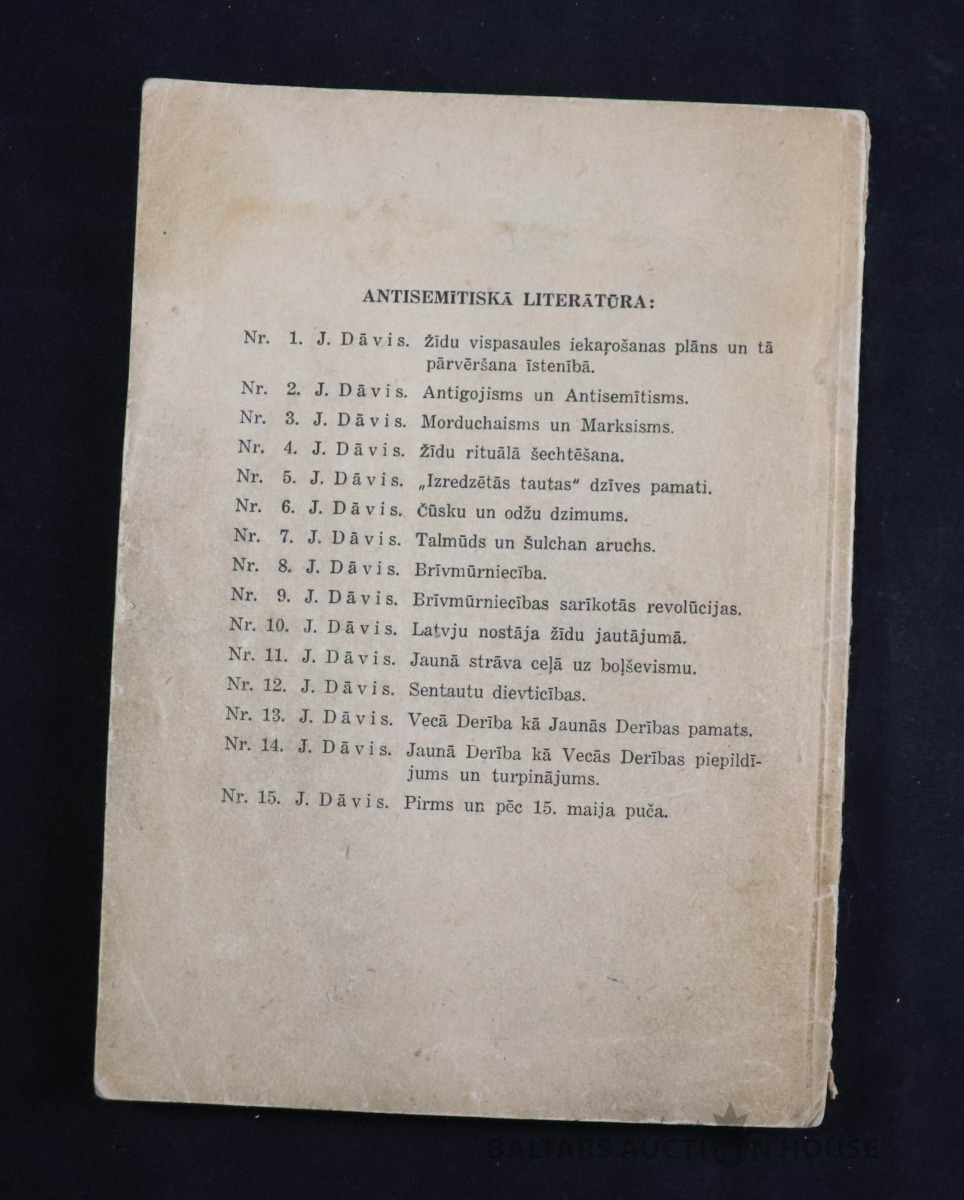 ANTISEMĪTISKĀ LITERĀTŪRA:
Nr. 1. J. Dāvis. Žīdu vispasaules iekaŗošanas plāns un tā
pārvēršana īstenībā.
Nr. 2. J. Dāvis. Antigojisms un Antisemītisms.
Nr. 3. J. Dāvis. Morduchaisms un Marksisms.
Nr. 4. J. Dāvis. Žīdu rituālā šechtēšana.
Nr. 5. J. Dāvis. „Izredzētās tautas“ dzīves pamati.
Nr. 6. J. Dāvis. Čūsku un odžu dzimums.
Nr. 7. J. Dāvis. Talmūds un Šulchan aruchs.
Nr. 8. J. Dāvis. Brīvmūrniecība.
Nr. 9. J. Dāvis. Brīvmūrniecības sarīkotās revolūcijas.
Nr. 10. J. Dāvis. Latvju nostāja žīdu jautājumā.
Nr. 11. J. Dāvis. Jaunā strāva ceļā uz boļševismu.
Nr. 12. J. Dāvis. Sentautu dievticības.
Nr. 13. J. Dāvis. Vecā Derība kā Jaunās Derības pamats.
Nr. 14. J. Dāvis. Jaunā Derība kā Vecās Derības piepildī-
jums un turpinājums.
Nr. 15. J. Dāvis. Pirms un pēc 15. maija puča.
BALTARS AUCTION HOUSE